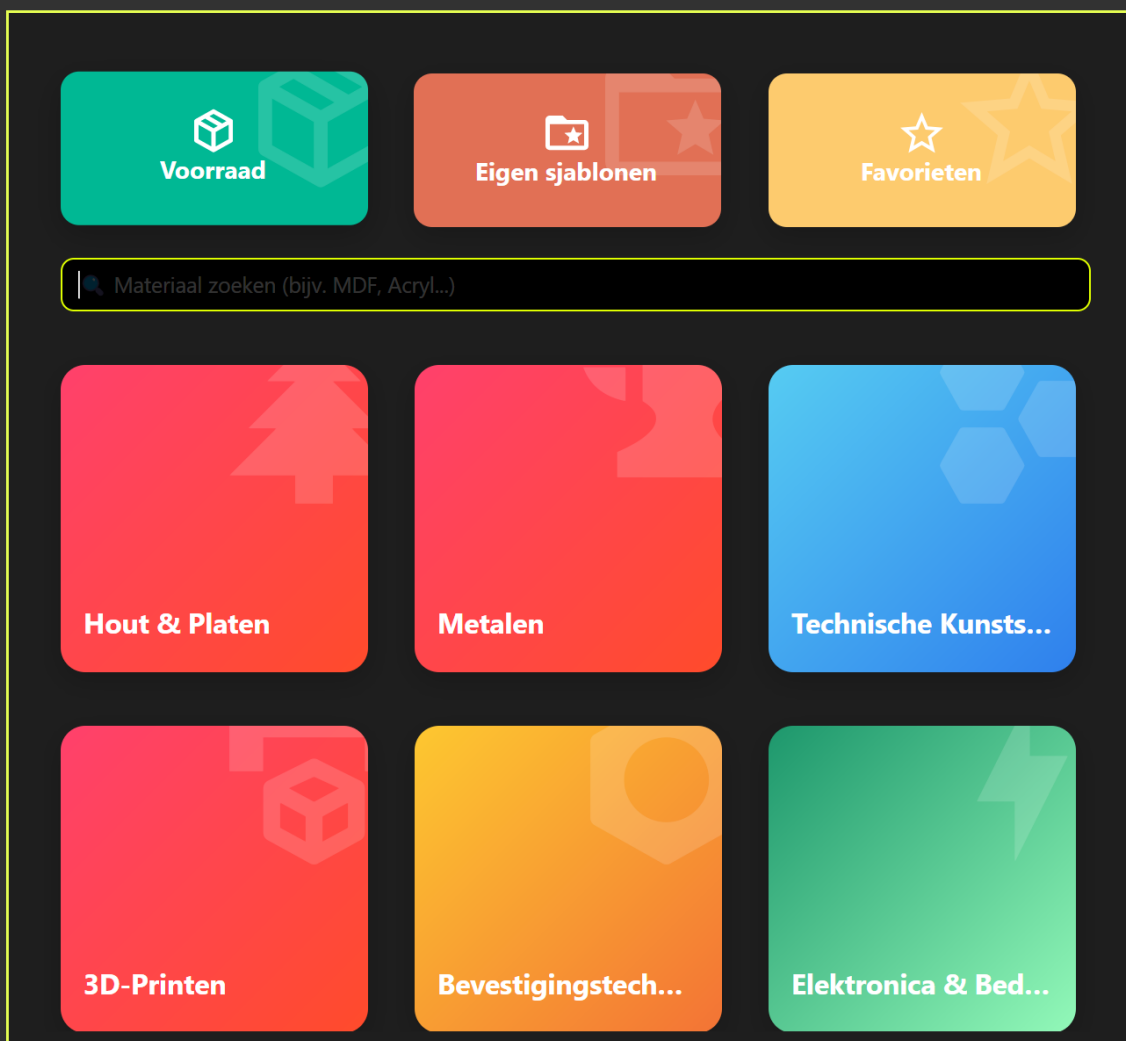 Voorraad
Eigen sjablonen
Favorieten
🔍 Materiaal zoeken (bijv. MDF, Acryl...)
Hout & Platen
Metalen
Technische Kunsts...
3D-Printen
Bevestigingstech...
Elektronica & Bed...